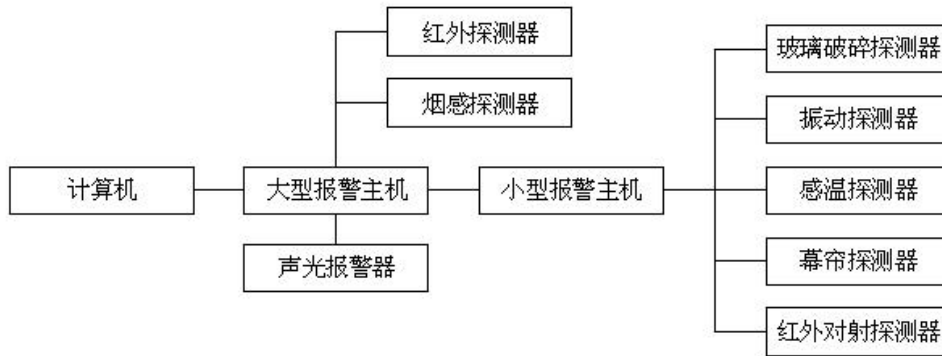 红外探测器
烟感探测器
计算机
大型报警主机
小型报警主机
声光报警器
玻璃破碎探测器
振动探测器
感温探测器
幕帘探测器
红外对射探测器